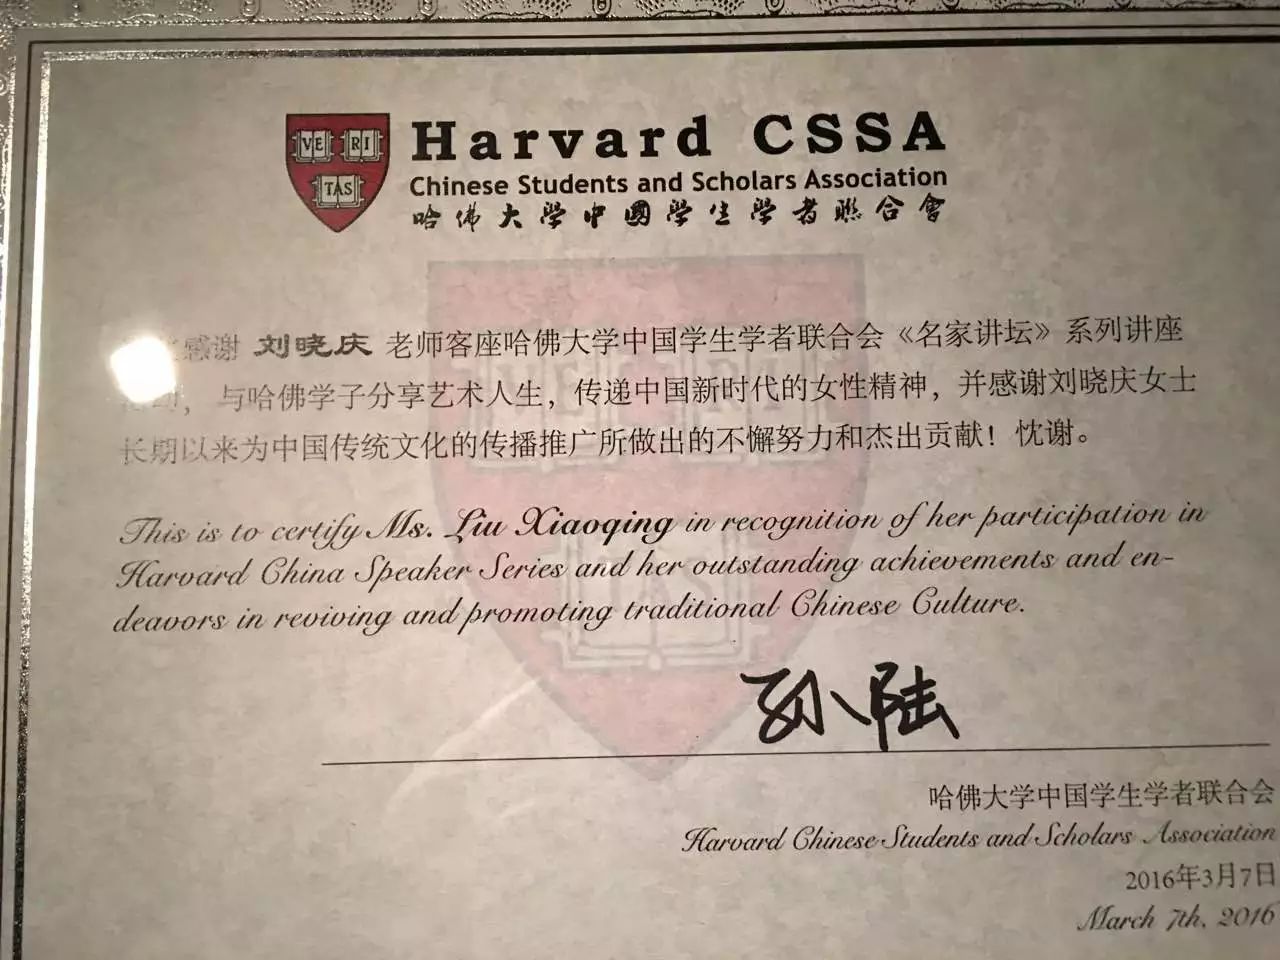 VE RI
TAS
Harvard CSSA
Chinese Students and Scholars Association
哈佛大学中國学生学者聯合會
感谢 刘晓庆 老师客座哈佛大学中国学生学者联合会《名家讲坛》系列讲座
，与哈佛学子分享艺术人生，传递中国新时代的女性精神，并感谢刘晓庆女士
长期以来为中国传统文化的传播推广所做出的不懈努力和杰出贡献！忱谢。
This is to certify Ms. Liu Xiaoqing in recognition of her participation in
Harvard China Speaker Series and her outstanding achievements and en-
deavors in reviving and promoting traditional Chinese Culture.
孙陆
哈佛大学中国学生学者联合会
Harvard Chinese Students and Scholars Association
2016年3月7日
March 7th, 2016